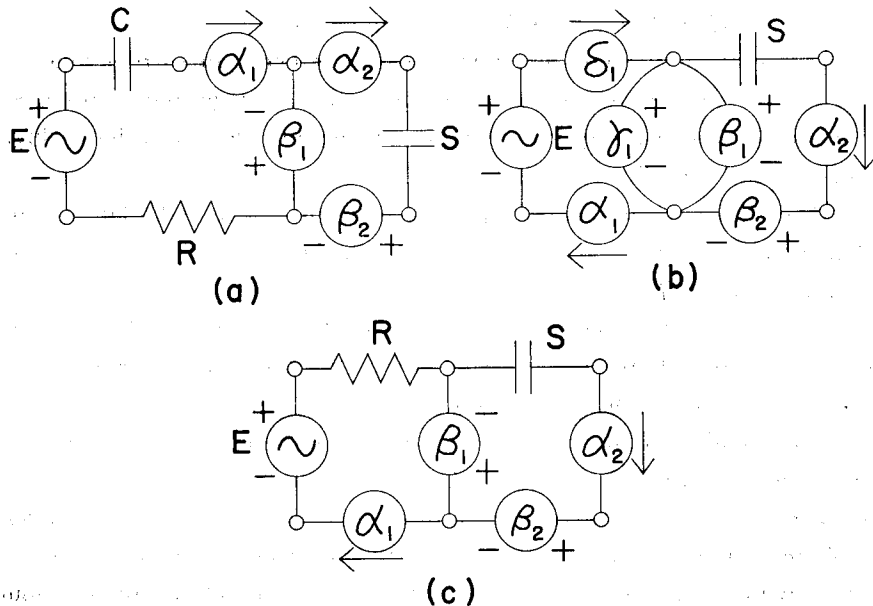 C α₁ α₂
+ - E β₁ + - S
R - β₂ +
(a)
δ₁ S
+ - E γ₁ + - β₁ + - α₂
α₁ - β₂ +
(b)
R S
+ - E - β₁ + α₂
α₁ - β₂ +
(c)